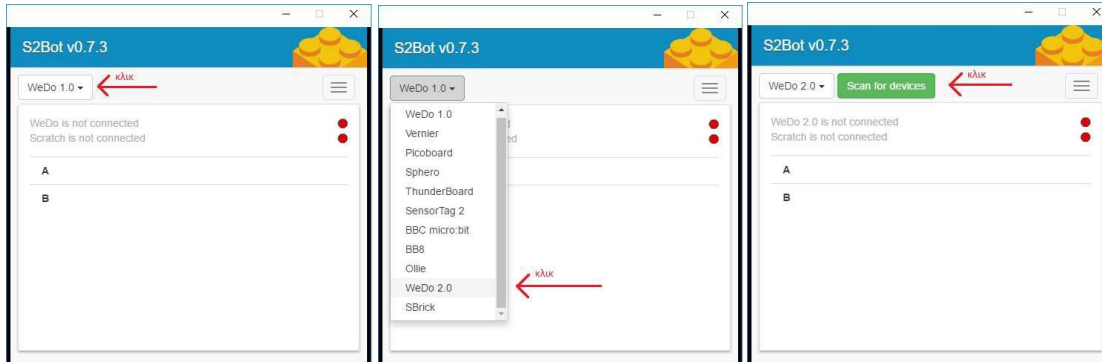 S2Bot v0.7.3
WeDo 1.0
κλικ
WeDo is not connected
Scratch is not connected
A
B
S2Bot v0.7.3
WeDo 1.0
WeDo 1.0
Vernier
Picoboard
Sphero
ThunderBoard
SensorTag 2
BBC micro:bit
BB8
Ollie
WeDo 2.0
SBrick
κλικ
S2Bot v0.7.3
WeDo 2.0 Scan for devices κλικ
WeDo 2.0 is not connected
Scratch is not connected
A
B